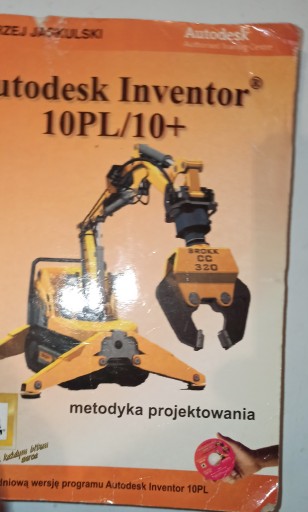 RZEJ JASKULSKI
Autodesk
Authorized Training Center
utodesk Inventor®
10PL/10+
BROKK
CC
320
metodyka projektowania
dniową wersję programu Autodesk Inventor 10PL